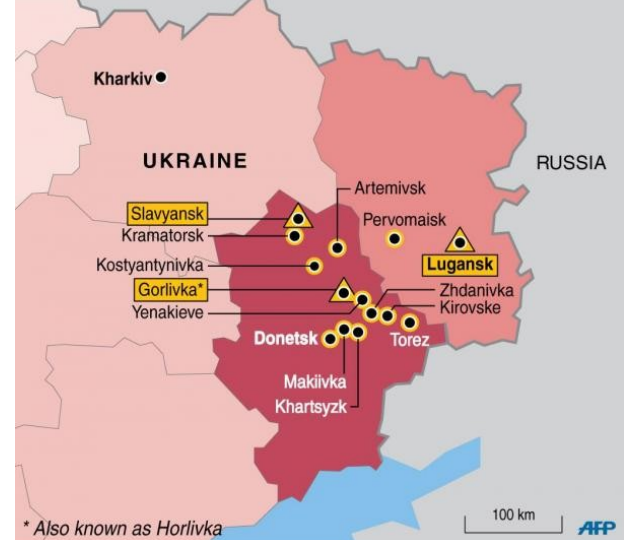 Kharkiv
UKRAINE
RUSSIA
Artemivsk
Slavyansk
Pervomaisk
Kramatorsk
Kostyantynivka
Lugansk
Gorlivka*
Zhdanivka
Yenakieve
Kirovske
Donetsk
Torez
Makiivka
Khartsyzk
100 km
* Also known as Horlivka
AFP